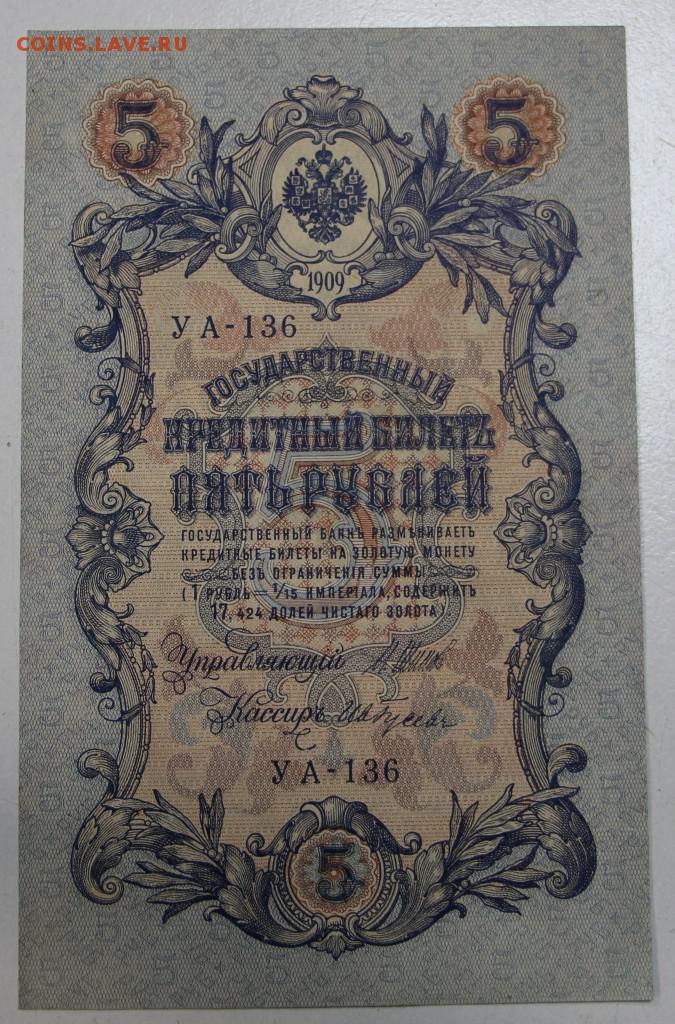 COINS.LAVE.RU
5 5
1909
УА-136
ГОСУДАРСТВЕННЫЙ
КРЕДИТНЫЙ БИЛЕТЪ
ПЯТЬ РУБЛЕЙ
5
ГОСУДАРСТВЕННЫЙ БАНКЪ РАЗМѢНИВАЕТЪ
КРЕДИТНЫЕ БИЛЕТЫ НА ЗОЛОТУЮ МОНЕТУ
БЕЗЪ ОГРАНИЧЕНІЯ СУММЫ
(1 РУБЛЬ = 1/15 ИМПЕРІАЛА, СОДЕРЖИТЪ
17,424 ДОЛЕЙ ЧИСТАГО ЗОЛОТА)
Управляющій
Кассиръ
УА-136
5